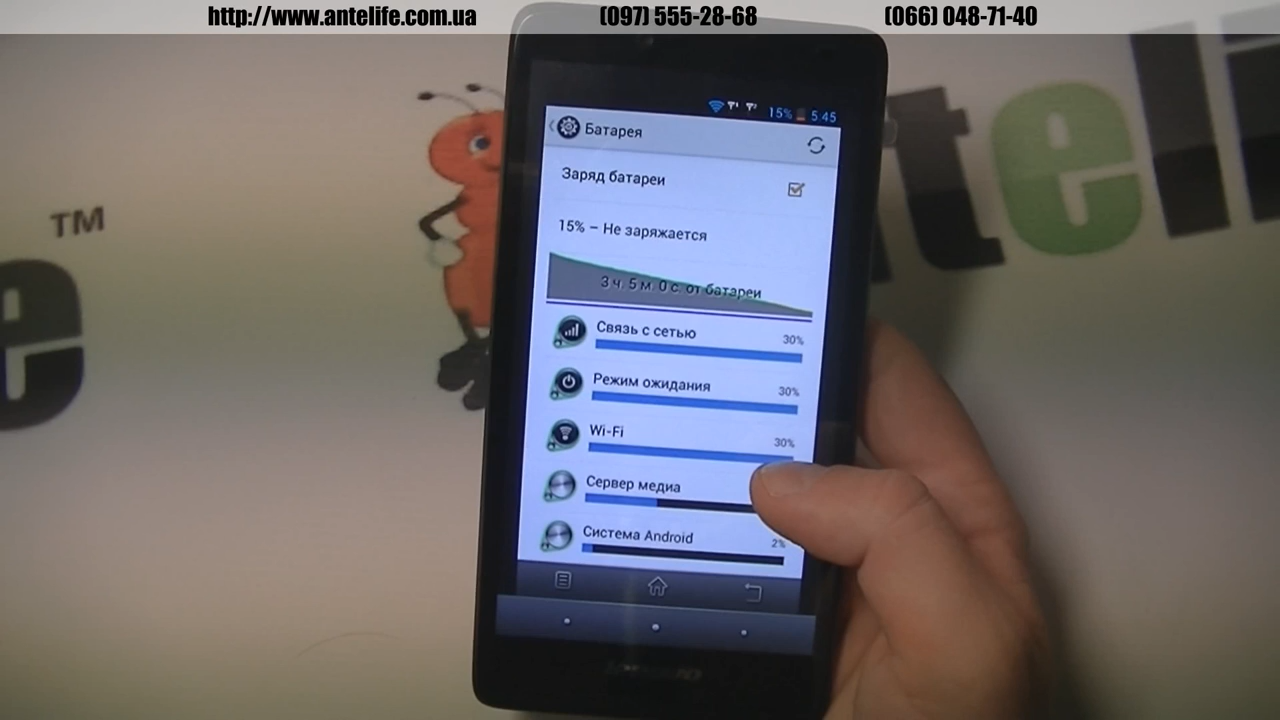 http://www.antelife.com.ua (097) 555-28-68 (066) 048-71-40
15% 5:45
Батарея
Заряд батареи
15% – Не заряжается
3 ч. 5 м. 0 с. от батареи
Связь с сетью 30%
Режим ожидания 30%
Wi-Fi 30%
Сервер медиа
Система Android 2%
TM